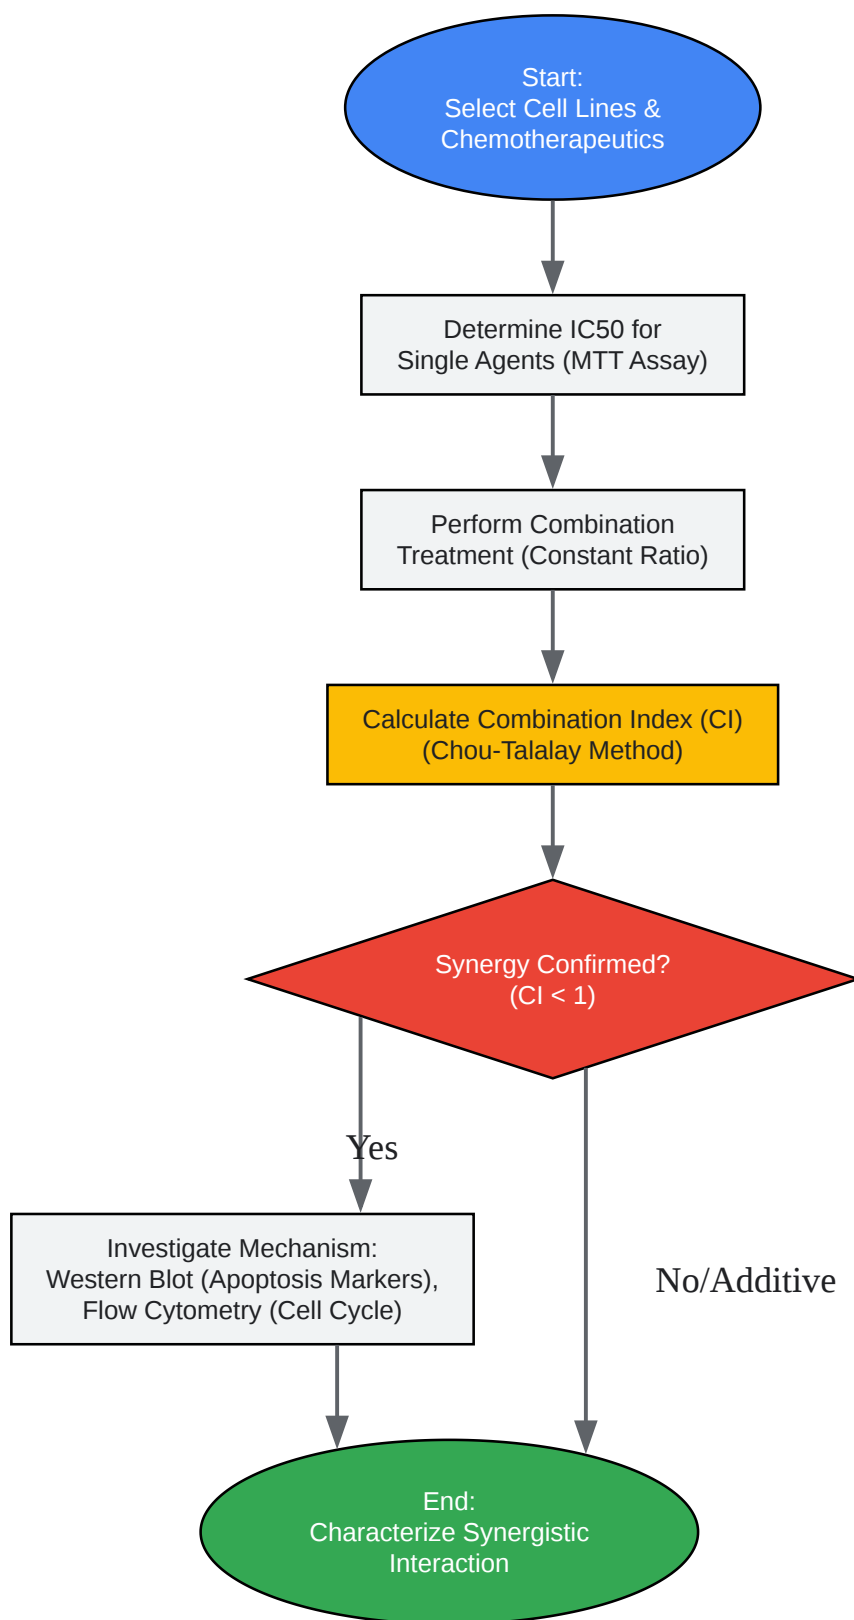 Start:
Select Cell Lines &
Chemotherapeutics
Determine IC50 for
Single Agents (MTT Assay)
Perform Combination
Treatment (Constant Ratio)
Calculate Combination Index (CI)
(Chou-Talalay Method)
Synergy Confirmed?
(CI < 1)
Yes
Investigate Mechanism:
Western Blot (Apoptosis Markers),
Flow Cytometry (Cell Cycle)
No/Additive
End:
Characterize Synergistic
Interaction